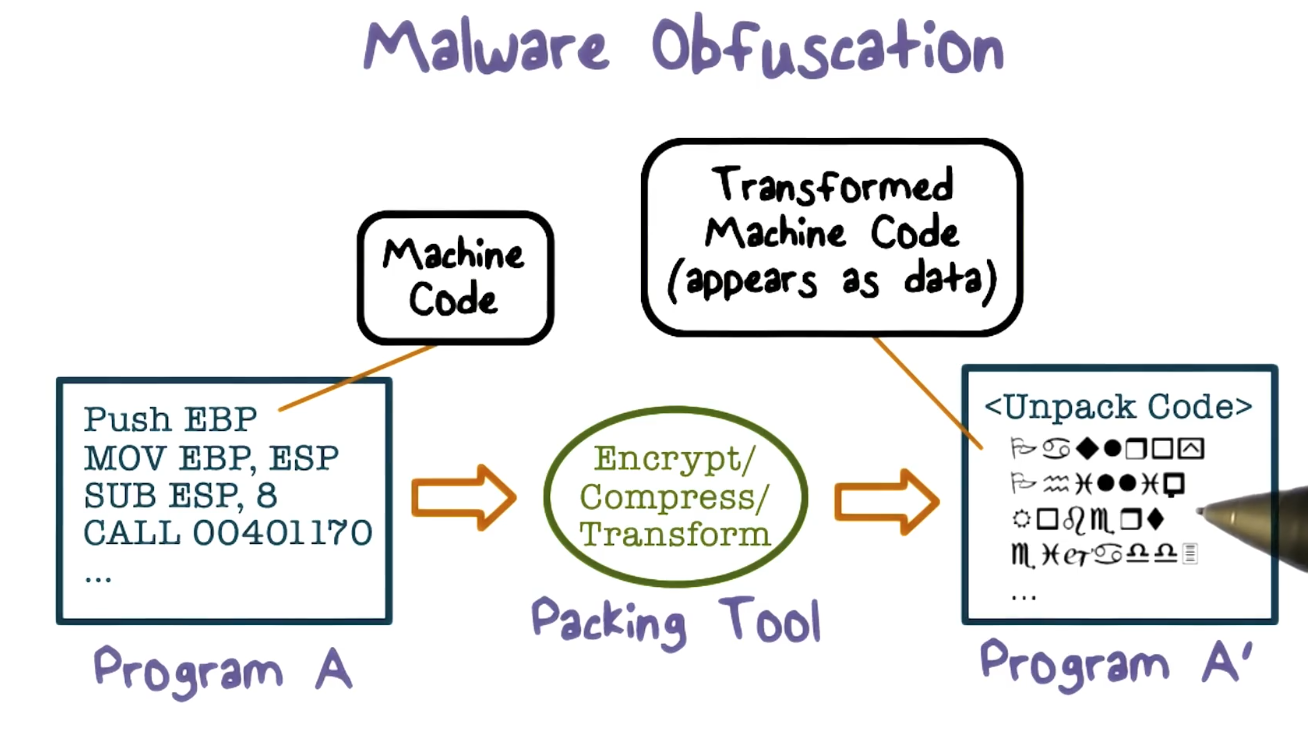 Malware Obfuscation
Transformed
Machine Code
(appears as data)
Machine
Code
Push EBP
MOV EBP, ESP
SUB ESP, 8
CALL 00401170
...
Encrypt/
Compress/
Transform
<Unpack Code>
...
Packing Tool
Program A
Program A'